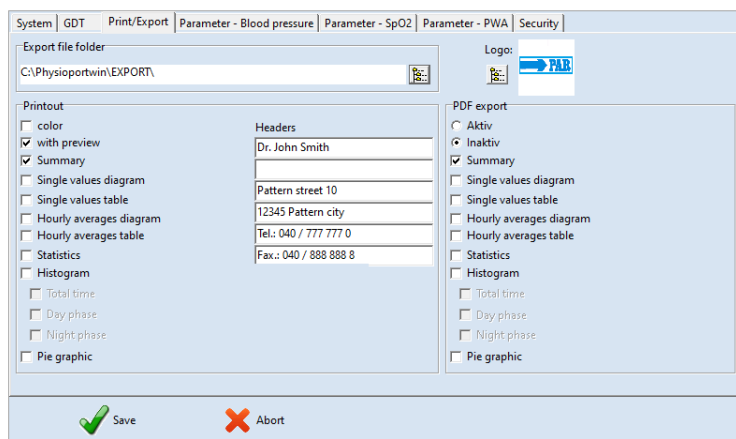 System GDT Print/Export Parameter - Blood pressure Parameter - SpO2 Parameter - PWA Security
Export file folder
C:\Physioportwin\EXPORT\
Logo:
PAR
Printout
color
with preview
Summary
Single values diagram
Single values table
Hourly averages diagram
Hourly averages table
Statistics
Histogram
Total time
Day phase
Night phase
Pie graphic
Headers
Dr. John Smith
Pattern street 10
12345 Pattern city
Tel.: 040 / 777 777 0
Fax.: 040 / 888 888 8
PDF export
Aktiv
Inaktiv
Summary
Single values diagram
Single values table
Hourly averages diagram
Hourly averages table
Statistics
Histogram
Total time
Day phase
Night phase
Pie graphic
Save
Abort